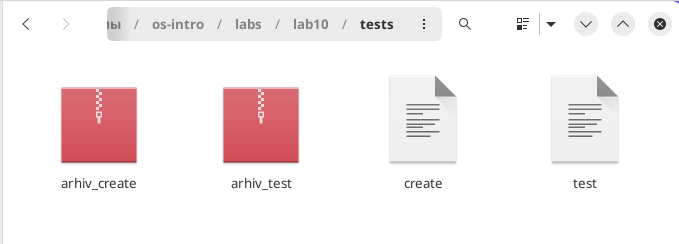 ы / os-intro / labs / lab10 / tests
arhiv_create arhiv_test create test